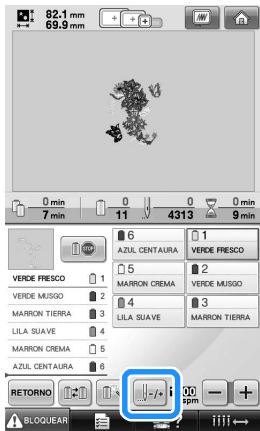 82.1 mm
69.9 mm
0 min
7 min
0
11
0
4313
0 min
9 min
6
AZUL CENTAURA
1
VERDE FRESCO
5
MARRON CREMA
2
VERDE MUSGO
4
LILA SUAVE
3
MARRON TIERRA
STOP
VERDE FRESCO 1
VERDE MUSGO 2
MARRON TIERRA 3
LILA SUAVE 4
MARRON CREMA 5
AZUL CENTAURA 6
RETORNO
-/+
00
spm
- +
BLOQUEAR
?